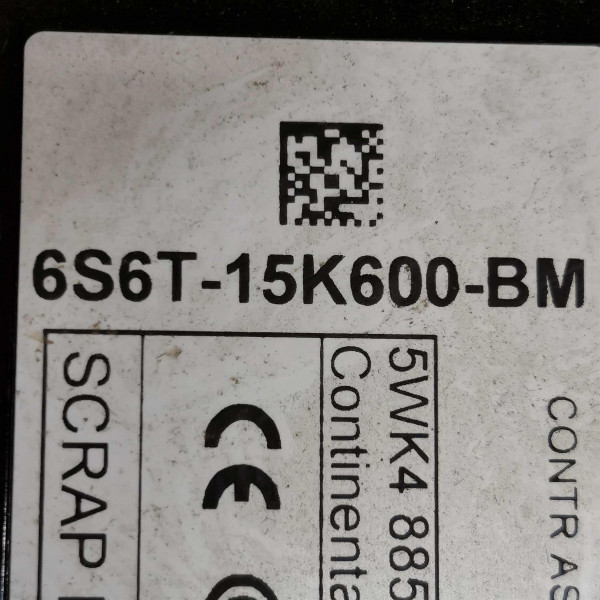 6S6T-15K600-BM
CONTR AS
5WK4 885
Continenta
CE
SCRAP